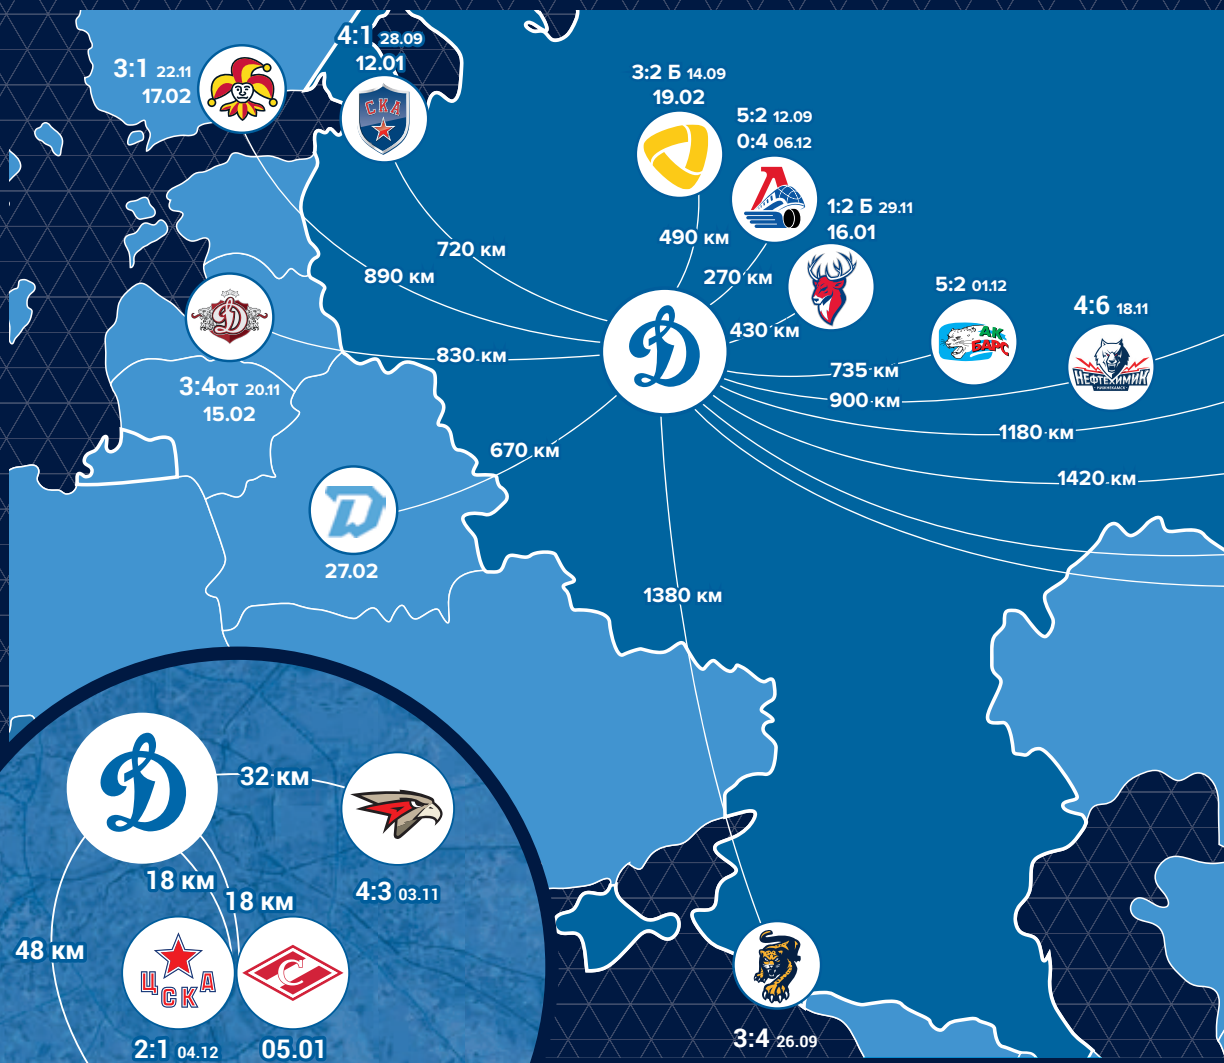 4:1 28.09
12.01
3:1 22.11
17.02
СКА
3:2 Б 14.09
19.02
5:2 12.09
0:4 06.12
1:2 Б 29.11
16.01
490 км
720 км
270 км
890 км
5:2 01.12
4:6 18.11
430 км
АК
БАРС
Д
Д
830 км
735 км
НЕФТЕХИМИК
НИЖНЕКАМСК
3:4от 20.11
15.02
900 км
1180 км
670 км
1420 км
D
27.02
1380 км
Д
32 км
18 км
4:3 03.11
18 км
48 км
ЦСКА
С
2:1 04.12
05.01
3:4 26.09